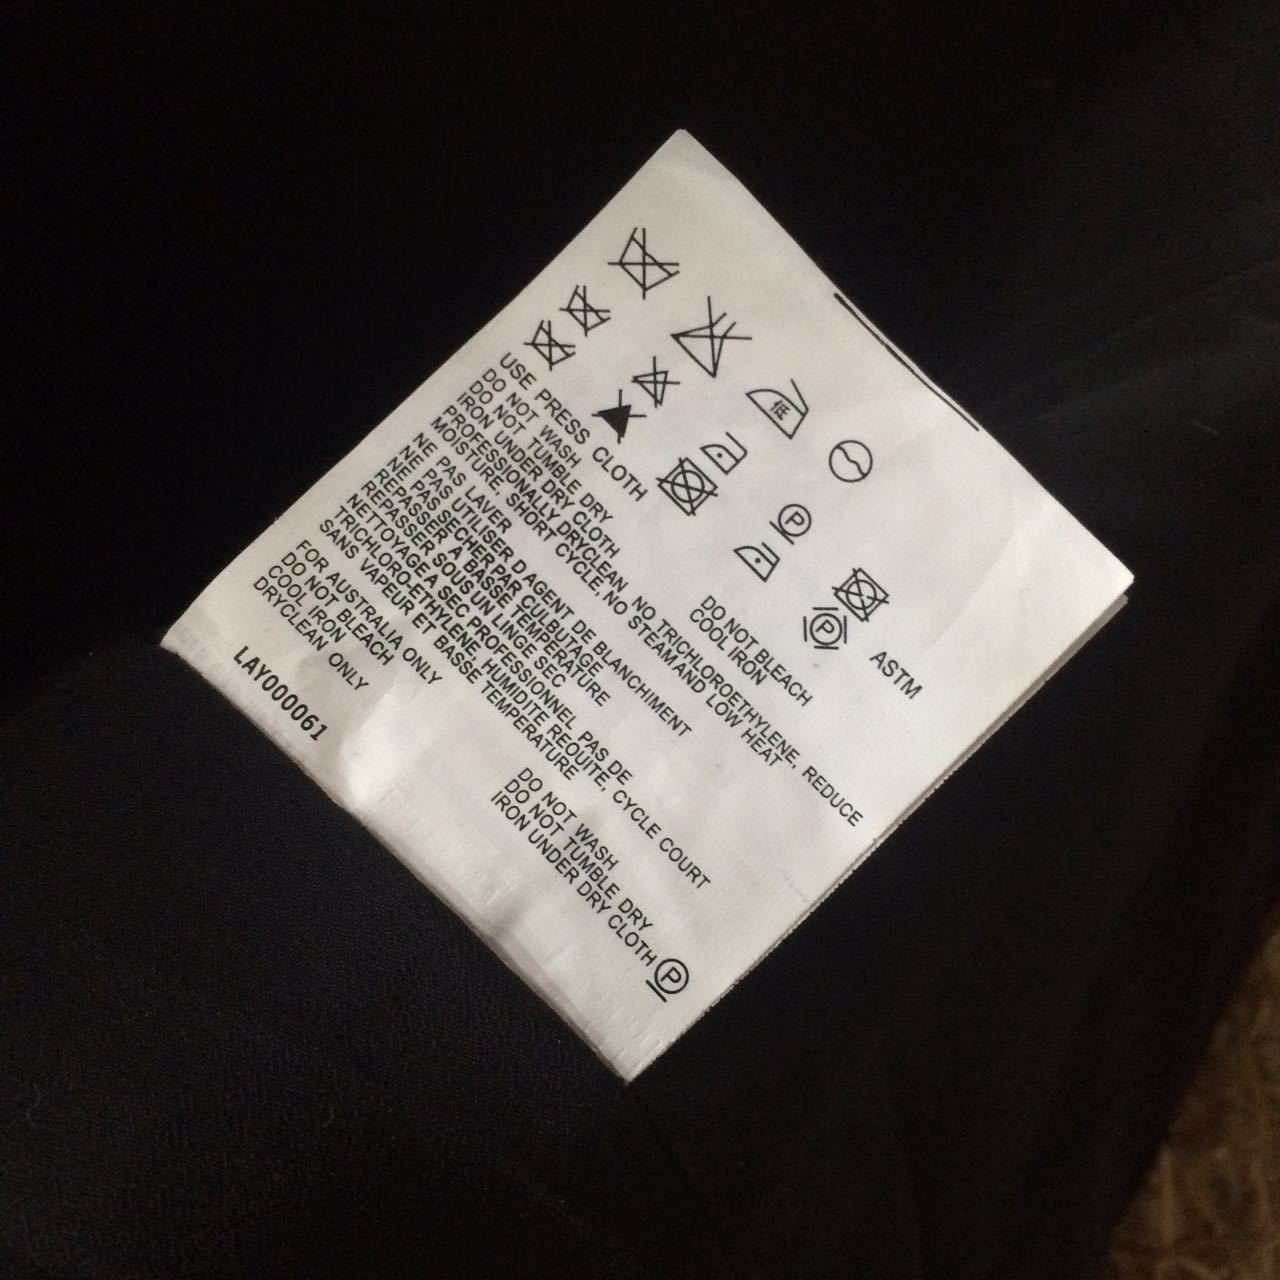 低
P
P
ASTM
USE PRESS CLOTH
DO NOT WASH
DO NOT BLEACH
DO NOT TUMBLE DRY
COOL IRON
IRON UNDER DRY CLOTH
PROFESSIONALLY DRYCLEAN NO TRICHLOROETHYLENE, REDUCE
MOISTURE, SHORT CYCLE, NO STEAM AND LOW HEAT
NE PAS LAVER
NE PAS UTILISER D'AGENT DE BLANCHIMENT
NE PAS SECHER PAR CULBUTAGE
REPASSER A BASSE TEMPERATURE
REPASSER SOUS UN LINGE SEC
NETTOYAGE A SEC PROFESSIONNEL PAS DE
TRICHLORO-ETHYLENE, HUMIDITE REQUITE, CYCLE COURT
SANS VAPEUR ET BASSE TEMPERATURE
FOR AUSTRALIA ONLY
DO NOT WASH
DO NOT BLEACH
DO NOT TUMBLE DRY
COOL IRON
IRON UNDER DRY CLOTH
DRYCLEAN ONLY
P
LAY000061